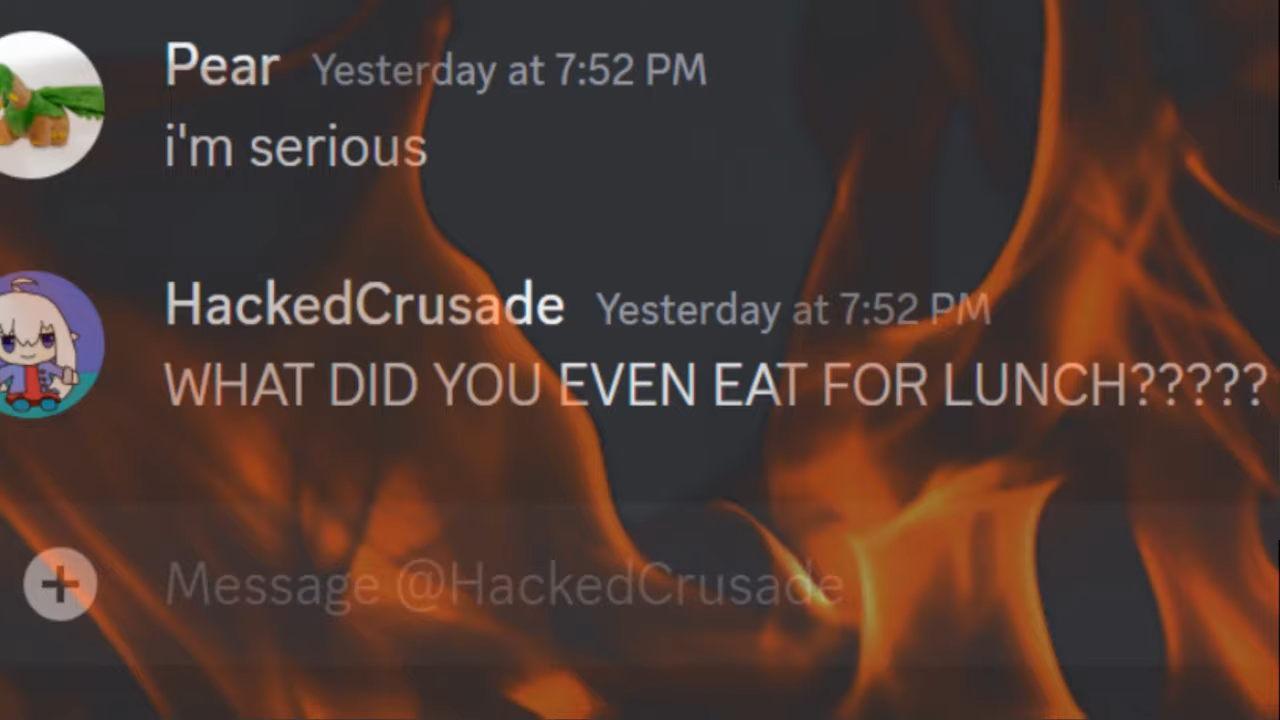 Pear Yesterday at 7:52 PM
i'm serious
HackedCrusade Yesterday at 7:52 PM
WHAT DID YOU EVEN EAT FOR LUNCH?????
Message @HackedCrusade